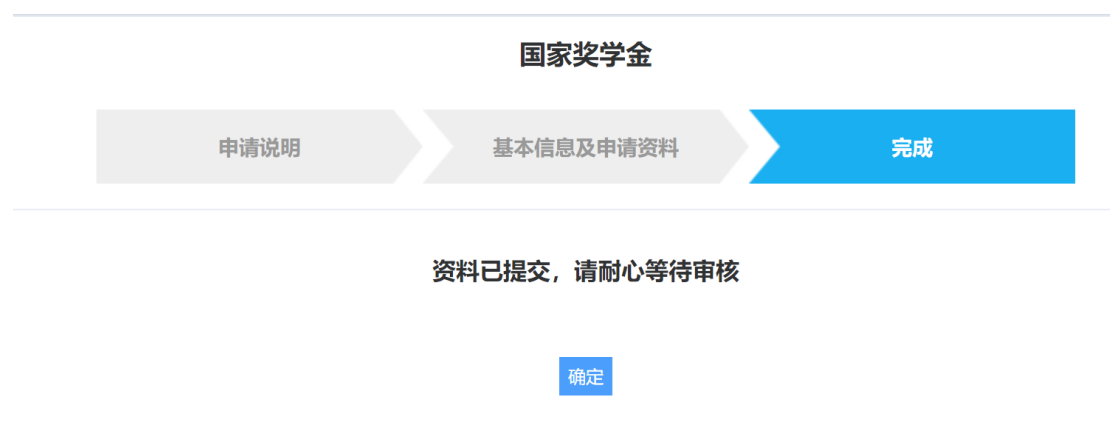 国家奖学金
申请说明
基本信息及申请资料
完成
资料已提交，请耐心等待审核
确定